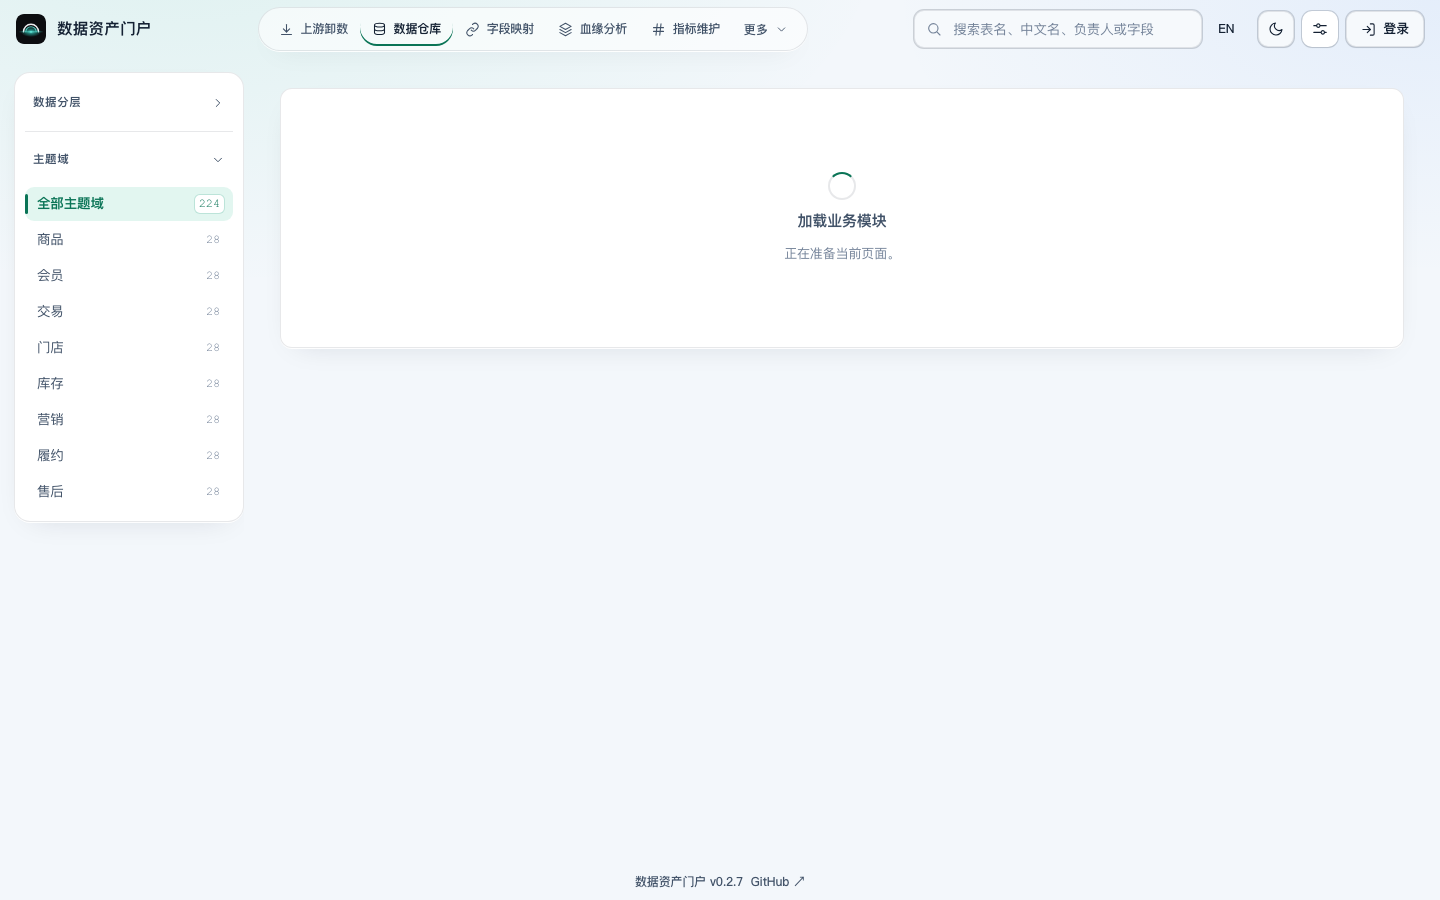 数据资产门户
上游卸数 数据仓库 字段映射 血缘分析 指标维护 更多
搜索表名、中文名、负责人或字段
EN
登录
数据分层
主题域
全部主题域 224
商品 28
会员 28
交易 28
门店 28
库存 28
营销 28
履约 28
售后 28
加载业务模块
正在准备当前页面。
数据资产门户 v0.2.7 GitHub ↗